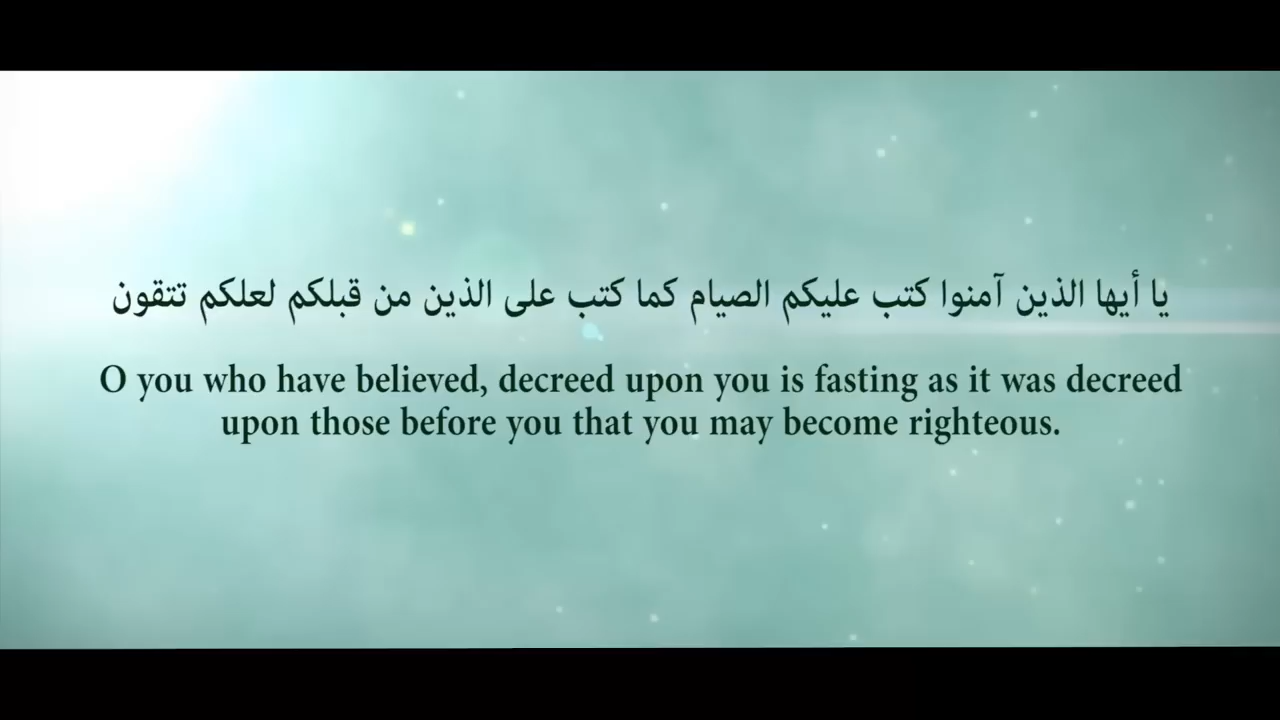 يا أيها الذين آمنوا كتب عليكم الصيام كما كتب على الذين من قبلكم لعلكم تتقون
O you who have believed, decreed upon you is fasting as it was decreed
upon those before you that you may become righteous.